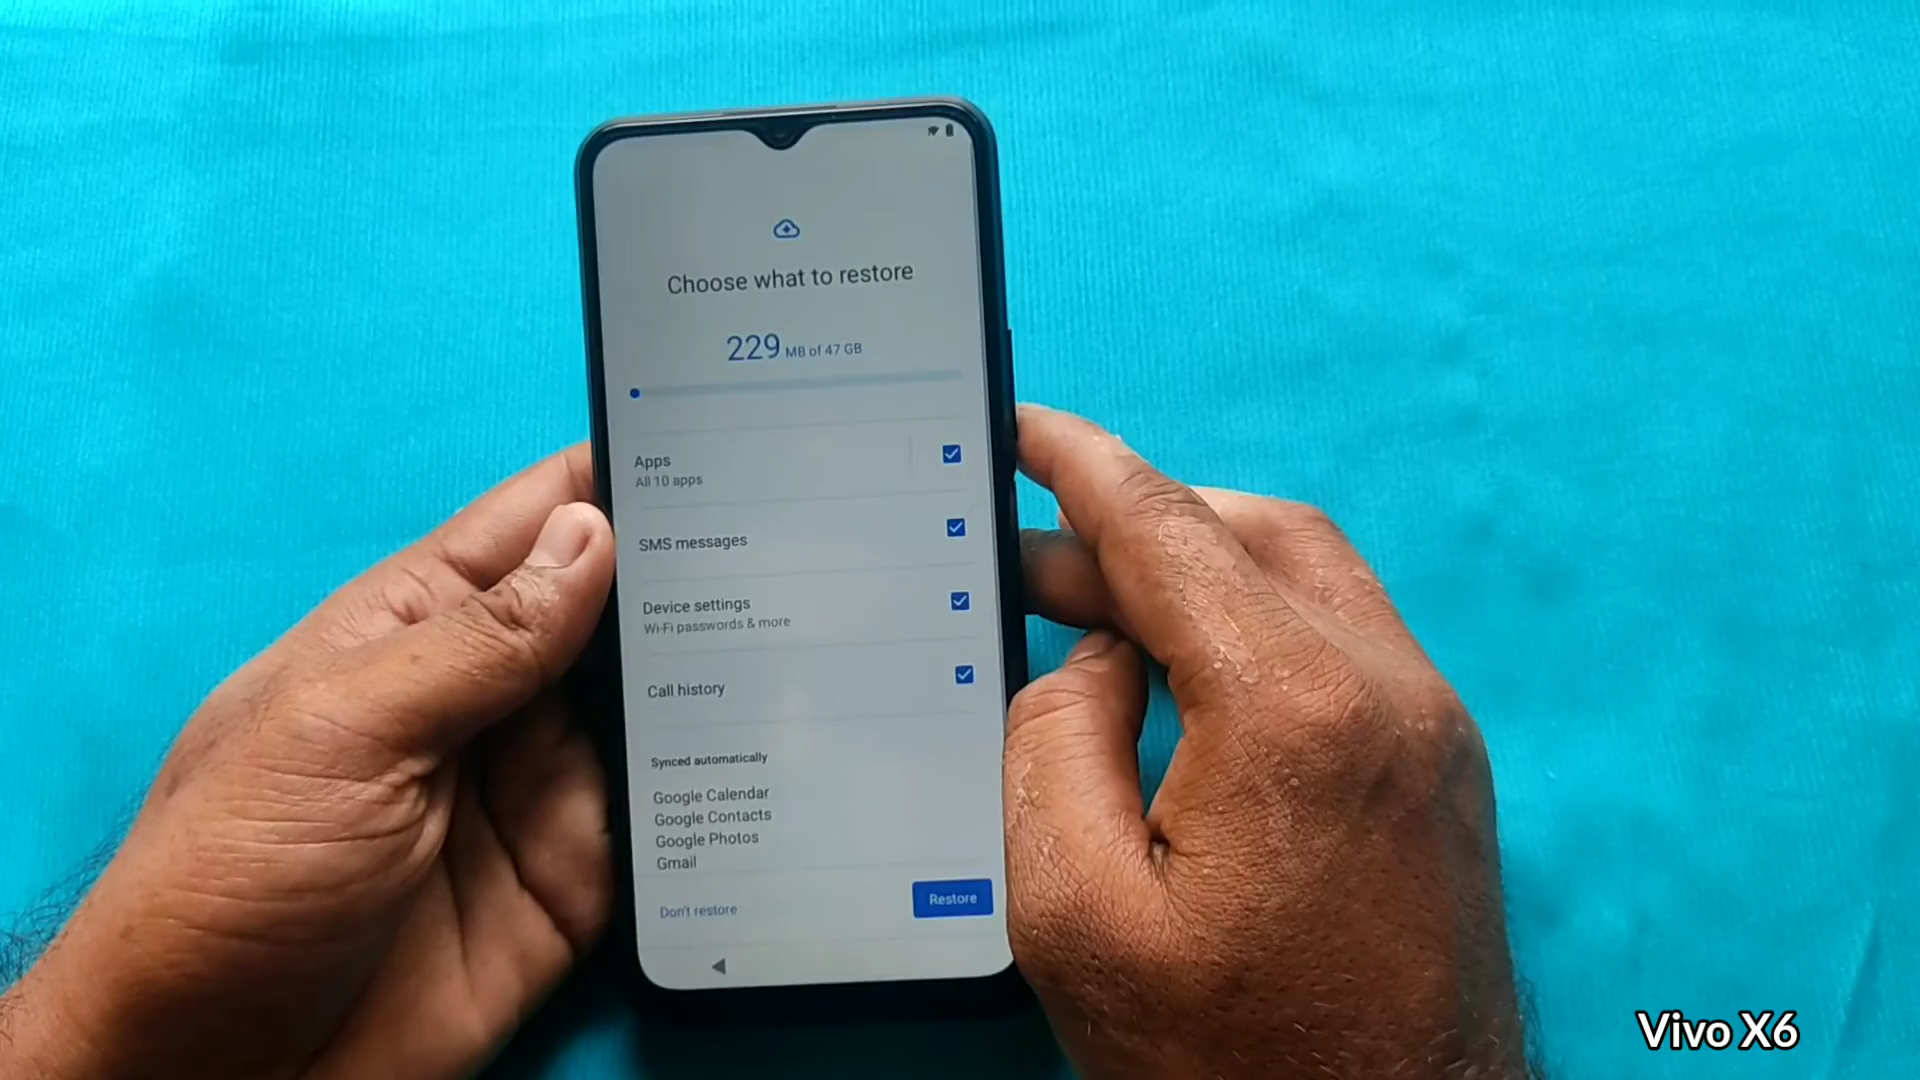 Choose what to restore
229 MB of 47 GB
Apps
All 10 apps
SMS messages
Device settings
Wi-Fi passwords & more
Call history
Synced automatically
Google Calendar
Google Contacts
Google Photos
Gmail
Don't restore
Restore
Vivo X6